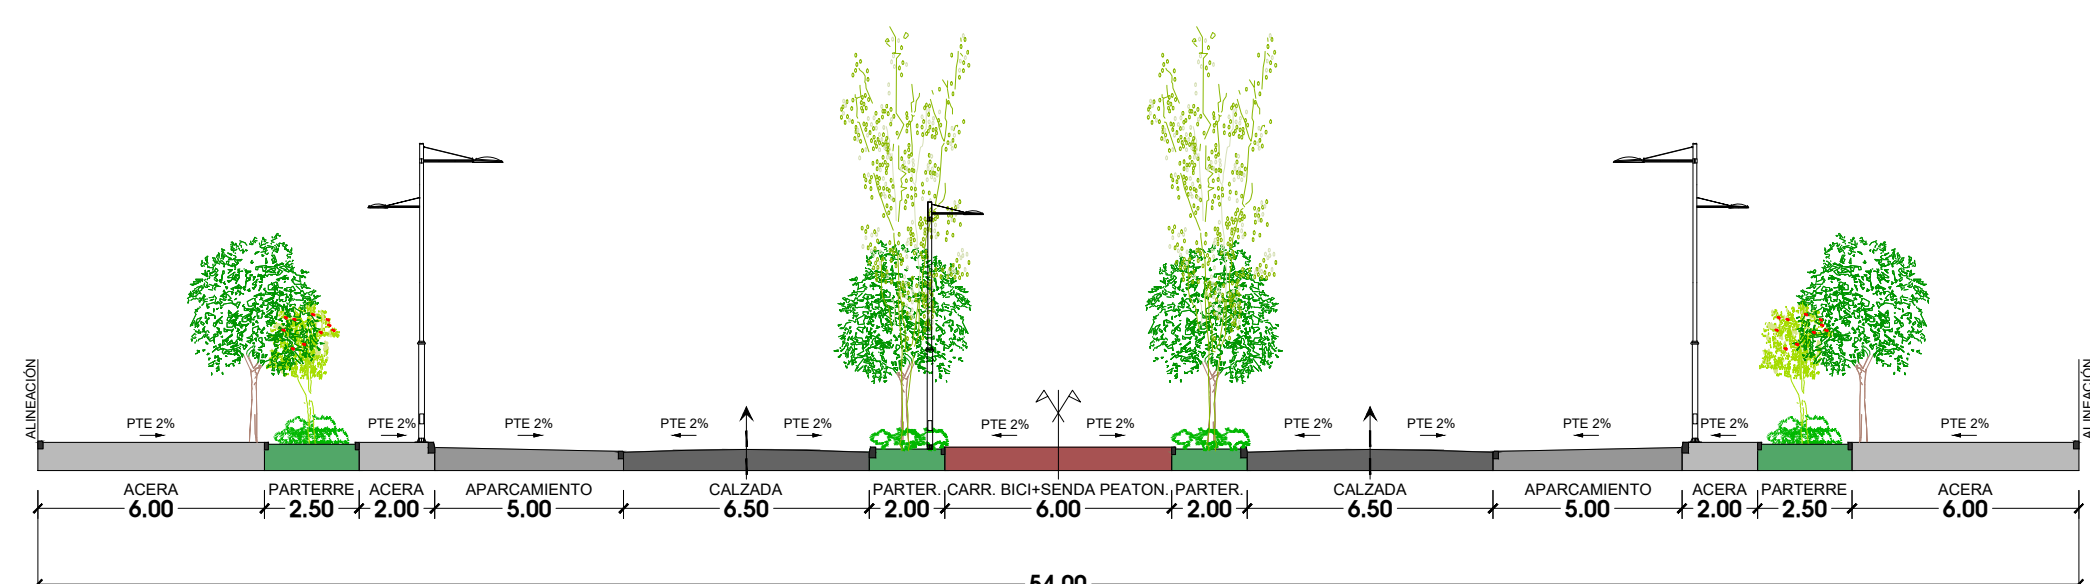 ALINEACIÓN
ALINEACIÓN
PTE 2% PTE 2% PTE 2% PTE 2% PTE 2% PTE 2% PTE 2% PTE 2% PTE 2% PTE 2% PTE 2% PTE 2%
ACERA PARTERRE ACERA APARCAMIENTO CALZADA PARTER. CARR. BICI+SENDA PEATON. PARTER. CALZADA APARCAMIENTO ACERA PARTERRE ACERA
6.00 2.50 2.00 5.00 6.50 2.00 6.00 2.00 6.50 5.00 2.00 2.50 6.00
54.00